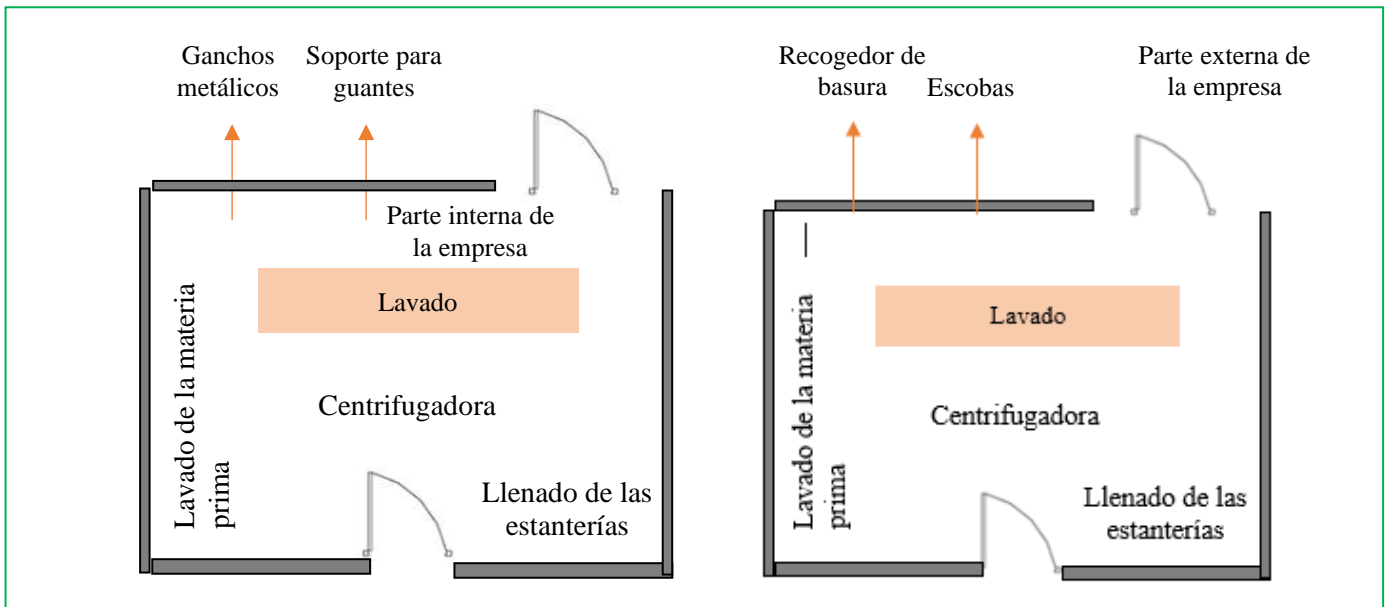 Ganchos
metálicos
Soporte para
guantes
Parte interna de
la empresa
Lavado
Lavado de la materia
prima
Centrifugadora
Llenado de las
estanterías
Recogedor de
basura
Escobas
Parte externa de
la empresa
Lavado
Lavado de la materia
prima
Centrifugadora
Llenado de las
estanterías